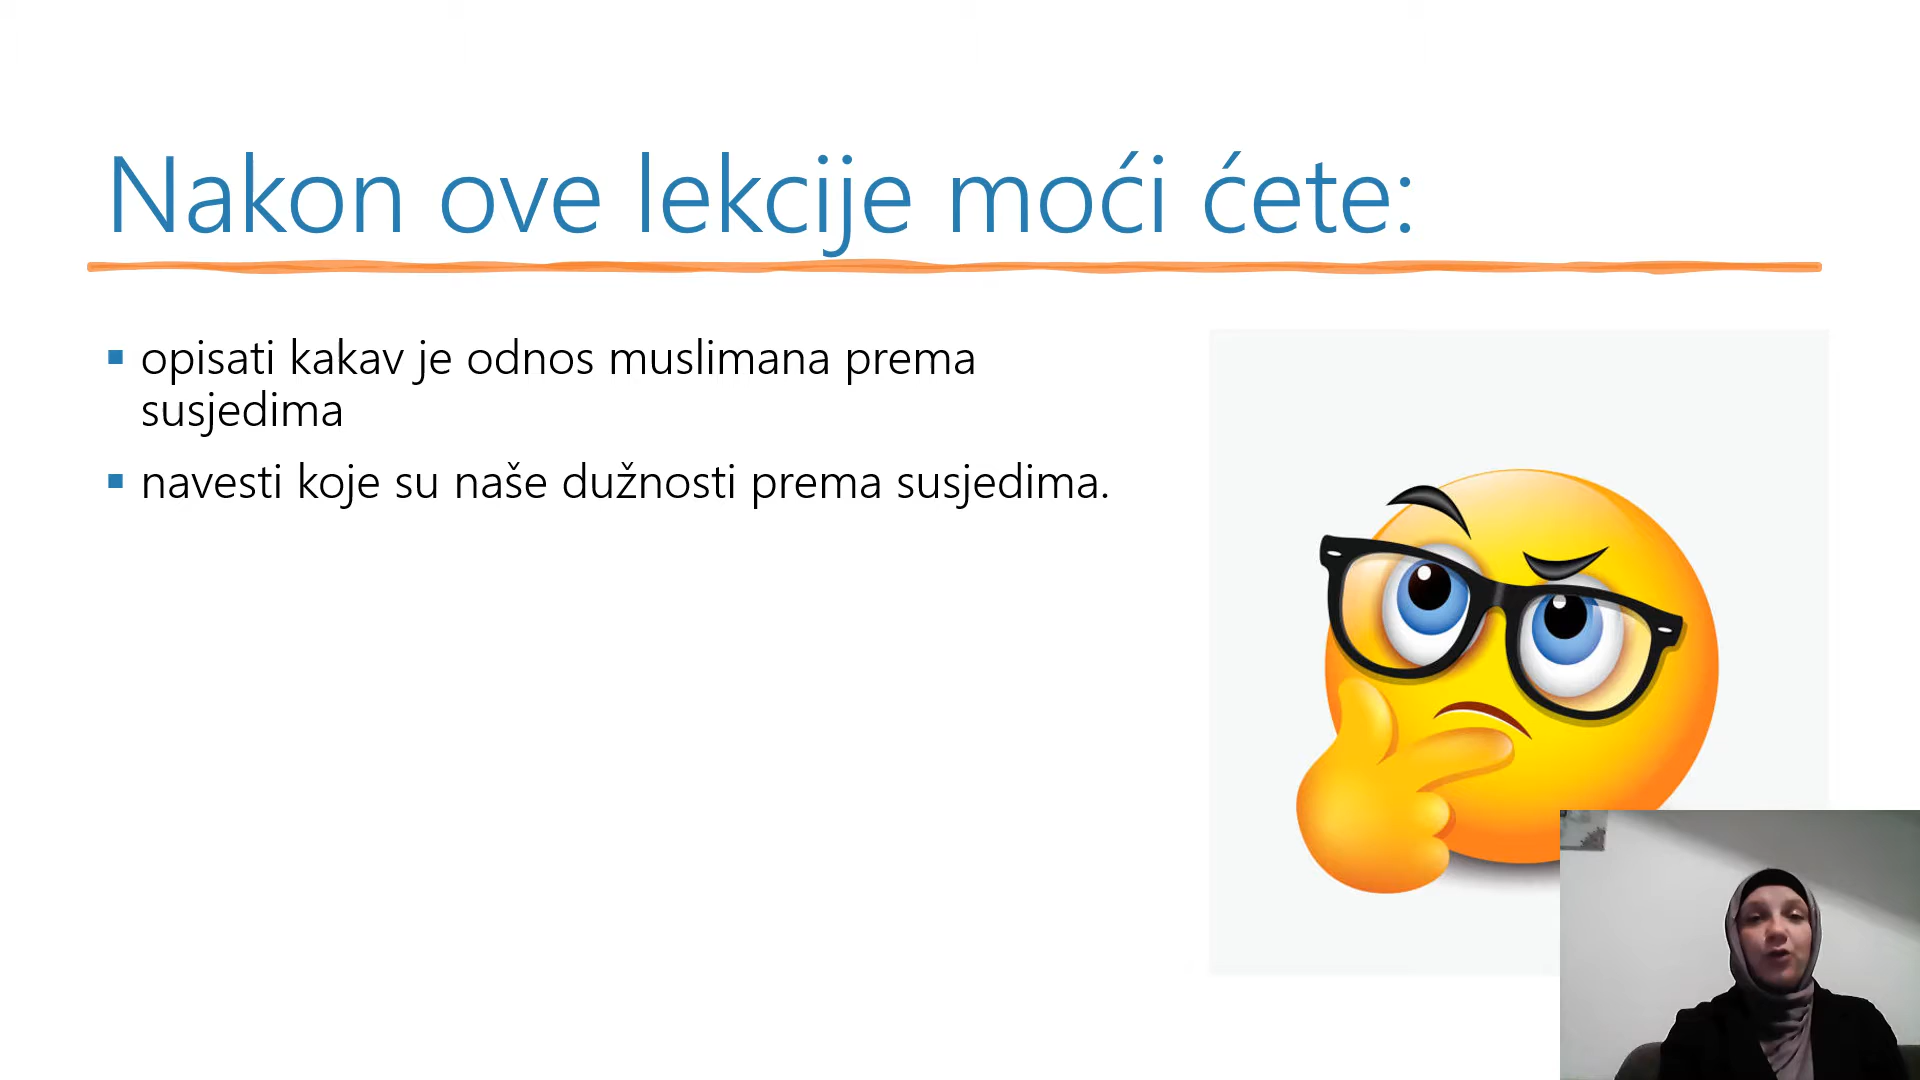 Nakon ove lekcije moći ćete:
opisati kakav je odnos muslimana prema
susjedima
navesti koje su naše dužnosti prema susjedima.